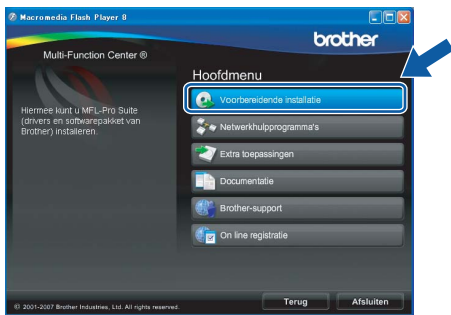 Macromedia Flash Player 8
brother
Multi-Function Center ®
Hoofdmenu
Hiermee kunt u MFL-Pro Suite
(drivers en softwarepakket van
Brother) installeren.
Voorbereidende installatie
Netwerkhulpprogramma's
Extra toepassingen
Documentatie
Brother-support
On line registratie
© 2001-2007 Brother Industries, Ltd. All rights reserved.
Terug
Afsluiten